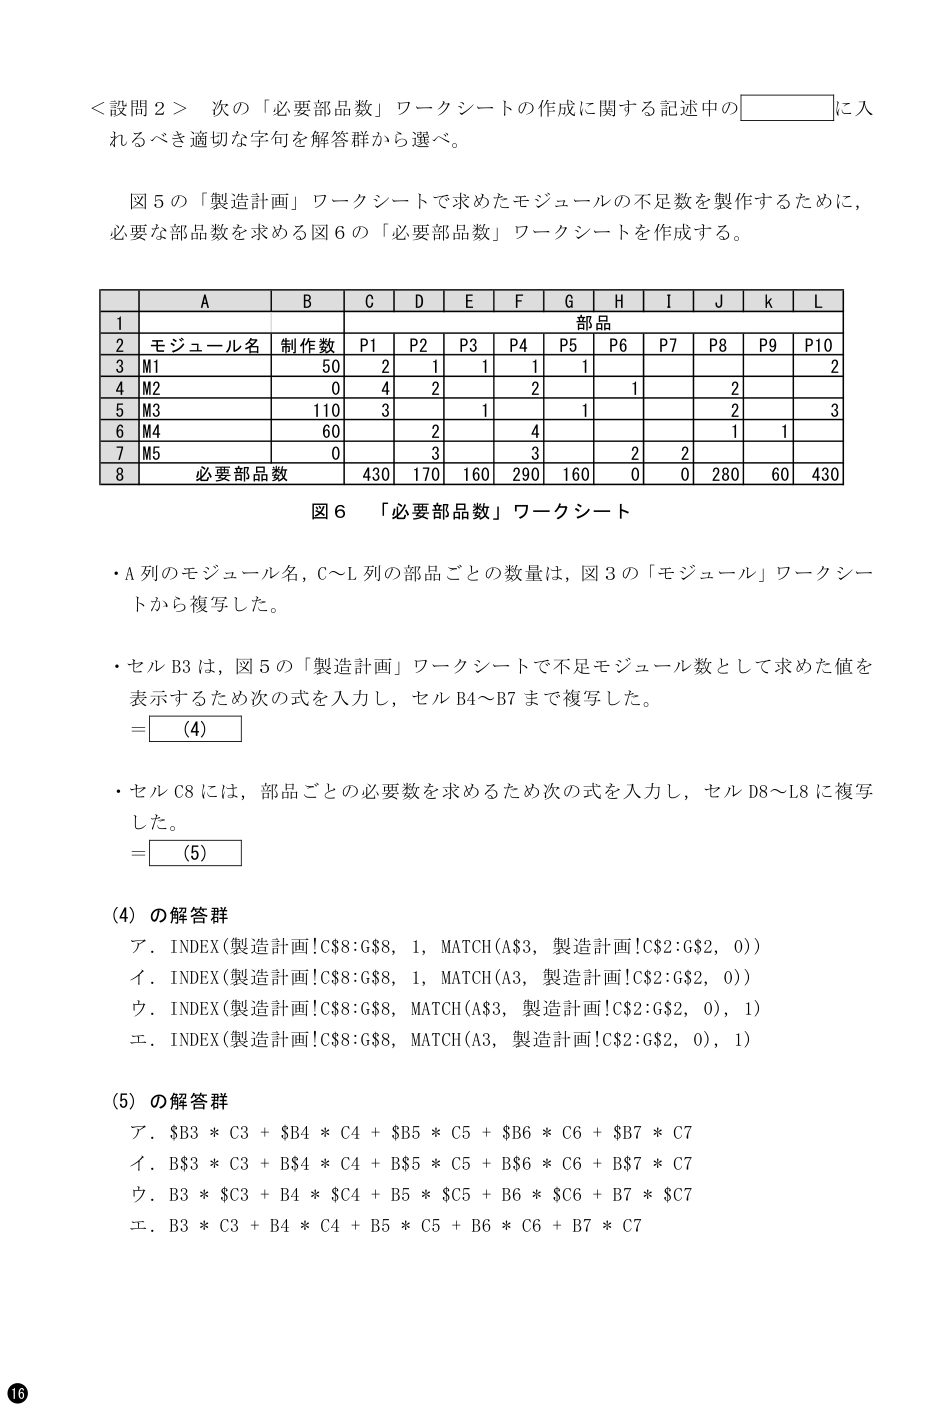 ＜設問２＞　次の「必要部品数」ワークシートの作成に関する記述中の　　　　に入
れるべき適切な字句を解答群から選べ。
図５の「製造計画」ワークシートで求めたモジュールの不足数を製作するために，
必要な部品数を求める図６の「必要部品数」ワークシートを作成する。
A B C D E F G H I J k L
1 部品
2 モジュール名 制作数 P1 P2 P3 P4 P5 P6 P7 P8 P9 P10
3 M1 50 2 1 1 1 1 2
4 M2 0 4 2 2 1 2
5 M3 110 3 1 1 2 3
6 M4 60 2 4 1 1
7 M5 0 3 3 2 2
8 必要部品数 430 170 160 290 160 0 0 280 60 430
図６　「必要部品数」ワークシート
・A 列のモジュール名，C～L 列の部品ごとの数量は，図３の「モジュール」ワークシー
トから複写した。
・セル B3 は，図５の「製造計画」ワークシートで不足モジュール数として求めた値を
表示するため次の式を入力し，セル B4～B7 まで複写した。
＝ (4)
・セル C8 には，部品ごとの必要数を求めるため次の式を入力し，セル D8～L8 に複写
した。
＝ (5)
(4) の解答群
ア．INDEX(製造計画!C$8:G$8, 1, MATCH(A$3, 製造計画!C$2:G$2, 0))
イ．INDEX(製造計画!C$8:G$8, 1, MATCH(A3, 製造計画!C$2:G$2, 0))
ウ．INDEX(製造計画!C$8:G$8, MATCH(A$3, 製造計画!C$2:G$2, 0), 1)
エ．INDEX(製造計画!C$8:G$8, MATCH(A3, 製造計画!C$2:G$2, 0), 1)
(5) の解答群
ア．$B3 * C3 + $B4 * C4 + $B5 * C5 + $B6 * C6 + $B7 * C7
イ．B$3 * C3 + B$4 * C4 + B$5 * C5 + B$6 * C6 + B$7 * C7
ウ．B3 * $C3 + B4 * $C4 + B5 * $C5 + B6 * $C6 + B7 * $C7
エ．B3 * C3 + B4 * C4 + B5 * C5 + B6 * C6 + B7 * C7
16